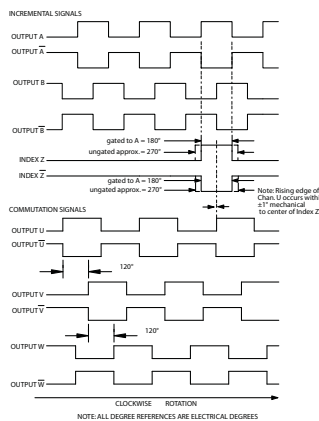 INCREMENTAL SIGNALS
OUTPUT A
OUTPUT A̅
OUTPUT B
OUTPUT B̅
gated to A = 180°
ungated approx. = 270°
INDEX Z
INDEX Z̅
gated to A = 180°
ungated approx. = 270°
Note: Rising edge of
Chan. U occurs withi
±1° mechanical
to center of Index Z
COMMUTATION SIGNALS
OUTPUT U
OUTPUT U̅
120°
OUTPUT V
OUTPUT V̅
120°
OUTPUT W
OUTPUT W̅
CLOCKWISE ROTATION
NOTE: ALL DEGREE REFERENCES ARE ELECTRICAL DEGREES